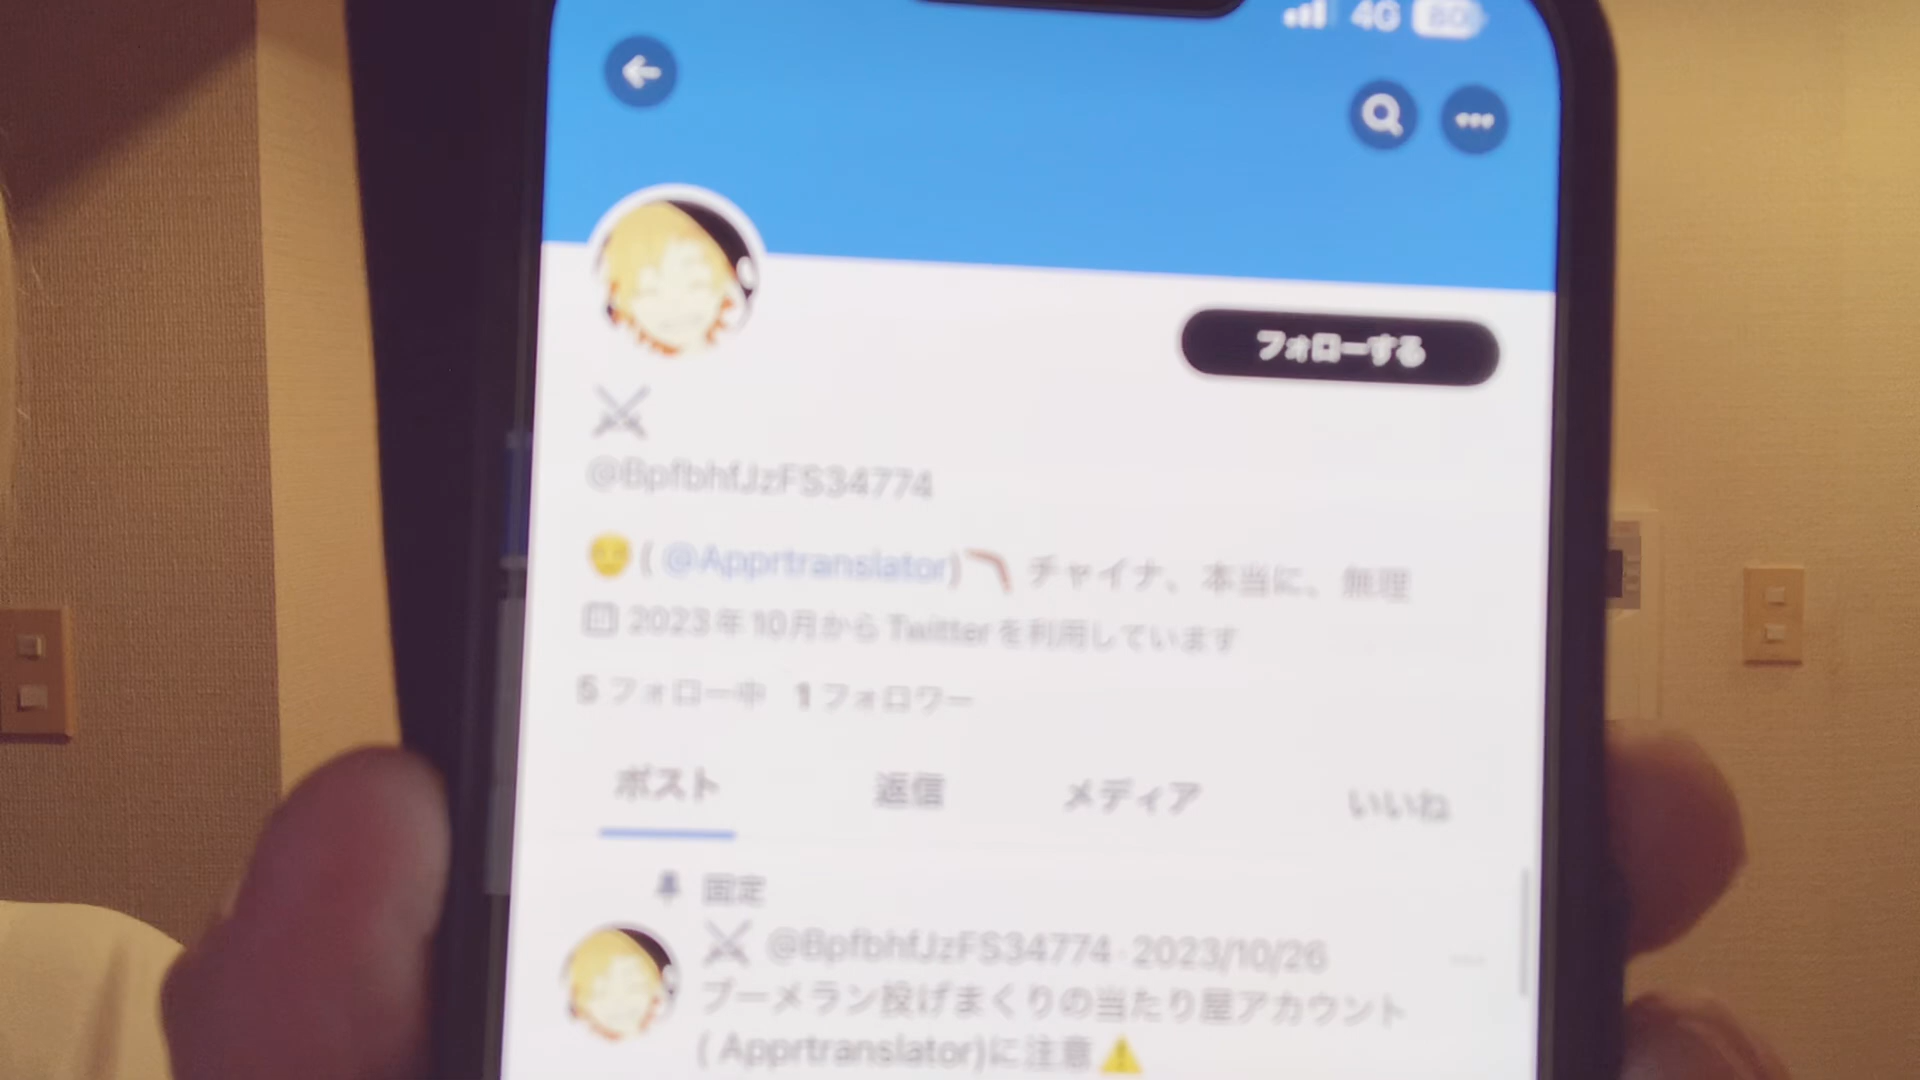 4G 80
フォローする
@BpfbhfJzFS34774
( @Apprtranslator) チャイナ、本当に、無理
2023年10月からTwitterを利用しています
5 フォロー中 1 フォロワー
ポスト 返信 メディア いいね
固定
@BpfbhfJzFS34774·2023/10/26
ブーメラン投げまくりの当たり屋アカウント
( Apprtranslator)に注意⚠️